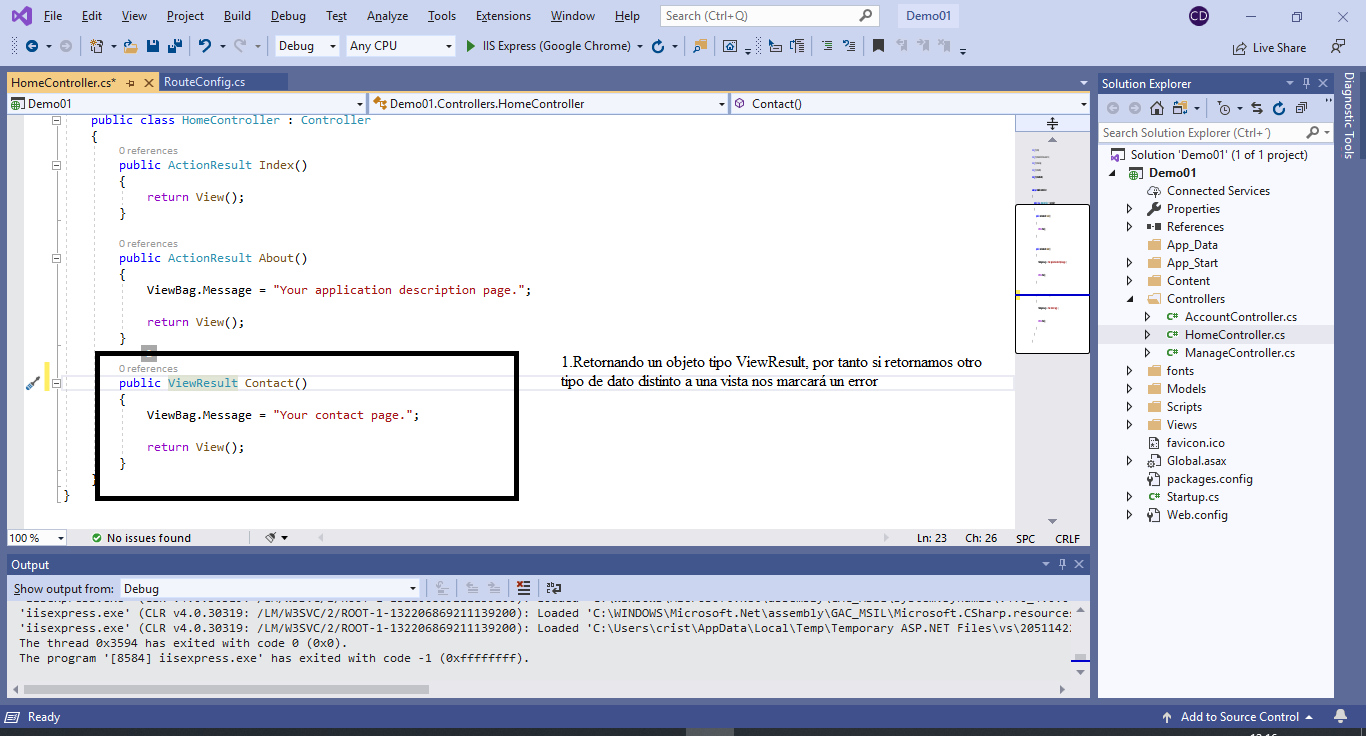 File Edit View Project Build Debug Test Analyze Tools Extensions Window Help Search (Ctrl+Q) Demo01 CD
Debug Any CPU IIS Express (Google Chrome) Live Share
HomeController.cs* RouteConfig.cs
Demo01 Demo01.Controllers.HomeController Contact()
public class HomeController : Controller
{
0 references
public ActionResult Index()
{
return View();
}
0 references
public ActionResult About()
{
ViewBag.Message = "Your application description page.";
return View();
}
0 references
public ViewResult Contact()
{
ViewBag.Message = "Your contact page.";
return View();
}
}
}
1.Retornando un objeto tipo ViewResult, por tanto si retornamos otro
tipo de dato distinto a una vista nos marcará un error
100 % No issues found Ln: 23 Ch: 26 SPC CRLF
Output
Show output from: Debug
'iisexpress.exe' (CLR v4.0.30319: /LM/W3SVC/2/ROOT-1-132206869211139200): Loaded 'C:\WINDOWS\Microsoft.Net\assembly\GAC_MSIL\Microsoft.CSharp.resources
'iisexpress.exe' (CLR v4.0.30319: /LM/W3SVC/2/ROOT-1-132206869211139200): Loaded 'C:\Users\crist\AppData\Local\Temp\Temporary ASP.NET Files\vs\2051142
The thread 0x3594 has exited with code 0 (0x0).
The program '[8584] iisexpress.exe' has exited with code -1 (0xffffffff).
Solution Explorer
Search Solution Explorer (Ctrl+´)
Solution 'Demo01' (1 of 1 project)
Demo01
Connected Services
Properties
References
App_Data
App_Start
Content
Controllers
C# AccountController.cs
C# HomeController.cs
C# ManageController.cs
fonts
Models
Scripts
Views
favicon.ico
Global.asax
packages.config
C# Startup.cs
Web.config
Diagnostic Tools
Ready Add to Source Control